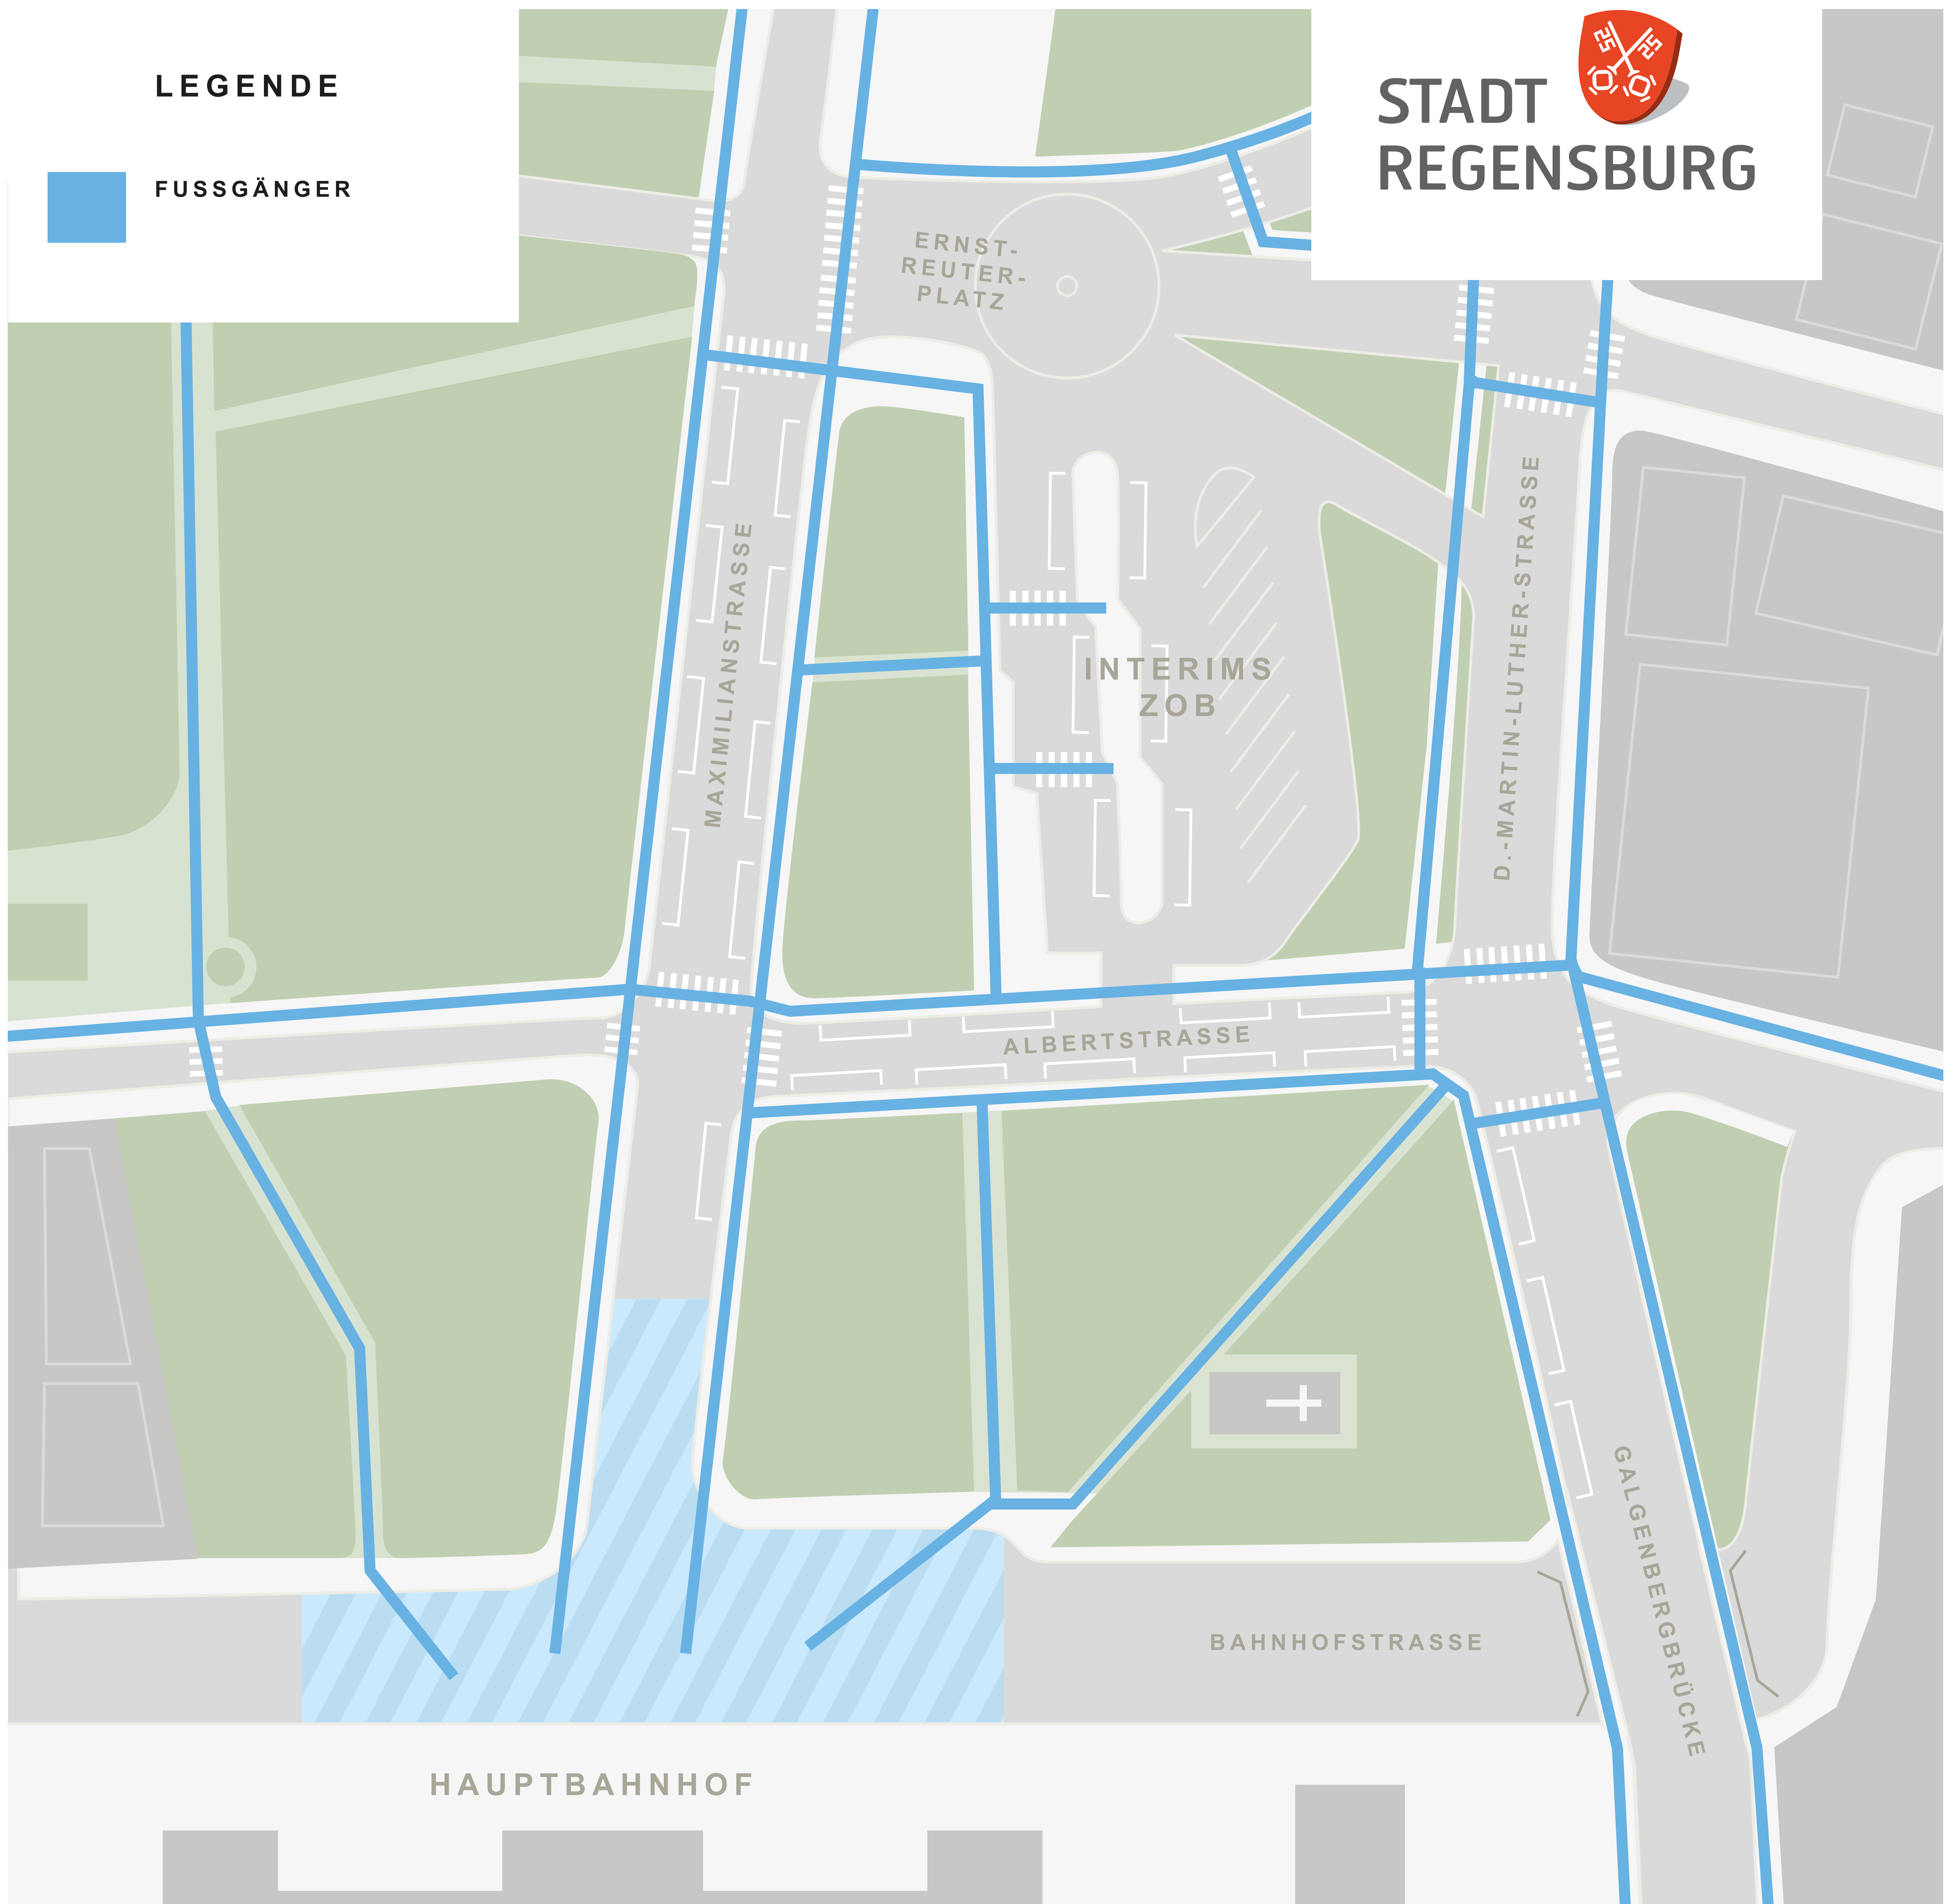 LEGENDE
FUSSGÄNGER
STADT
REGENSBURG
ERNST-
REUTER-
PLATZ
MAXIMILIANSTRASSE
INTERIMS
ZOB
D.-MARTIN-LUTHER-STRASSE
ALBERTSTRASSE
GALGENBERGBRÜCKE
BAHNHOFSTRASSE
HAUPTBAHNHOF